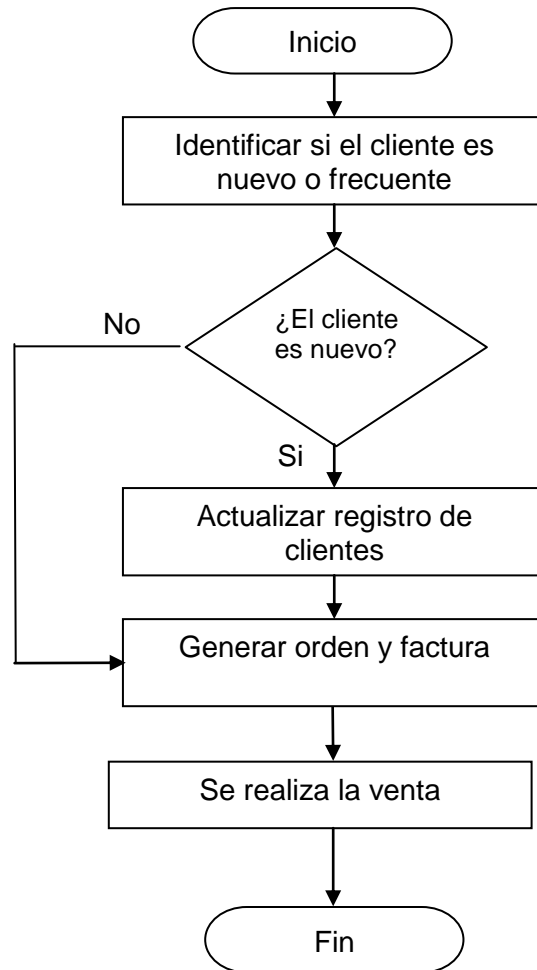 Inicio
Identificar si el cliente es
nuevo o frecuente
¿El cliente
es nuevo?
No
Si
Actualizar registro de
clientes
Generar orden y factura
Se realiza la venta
Fin